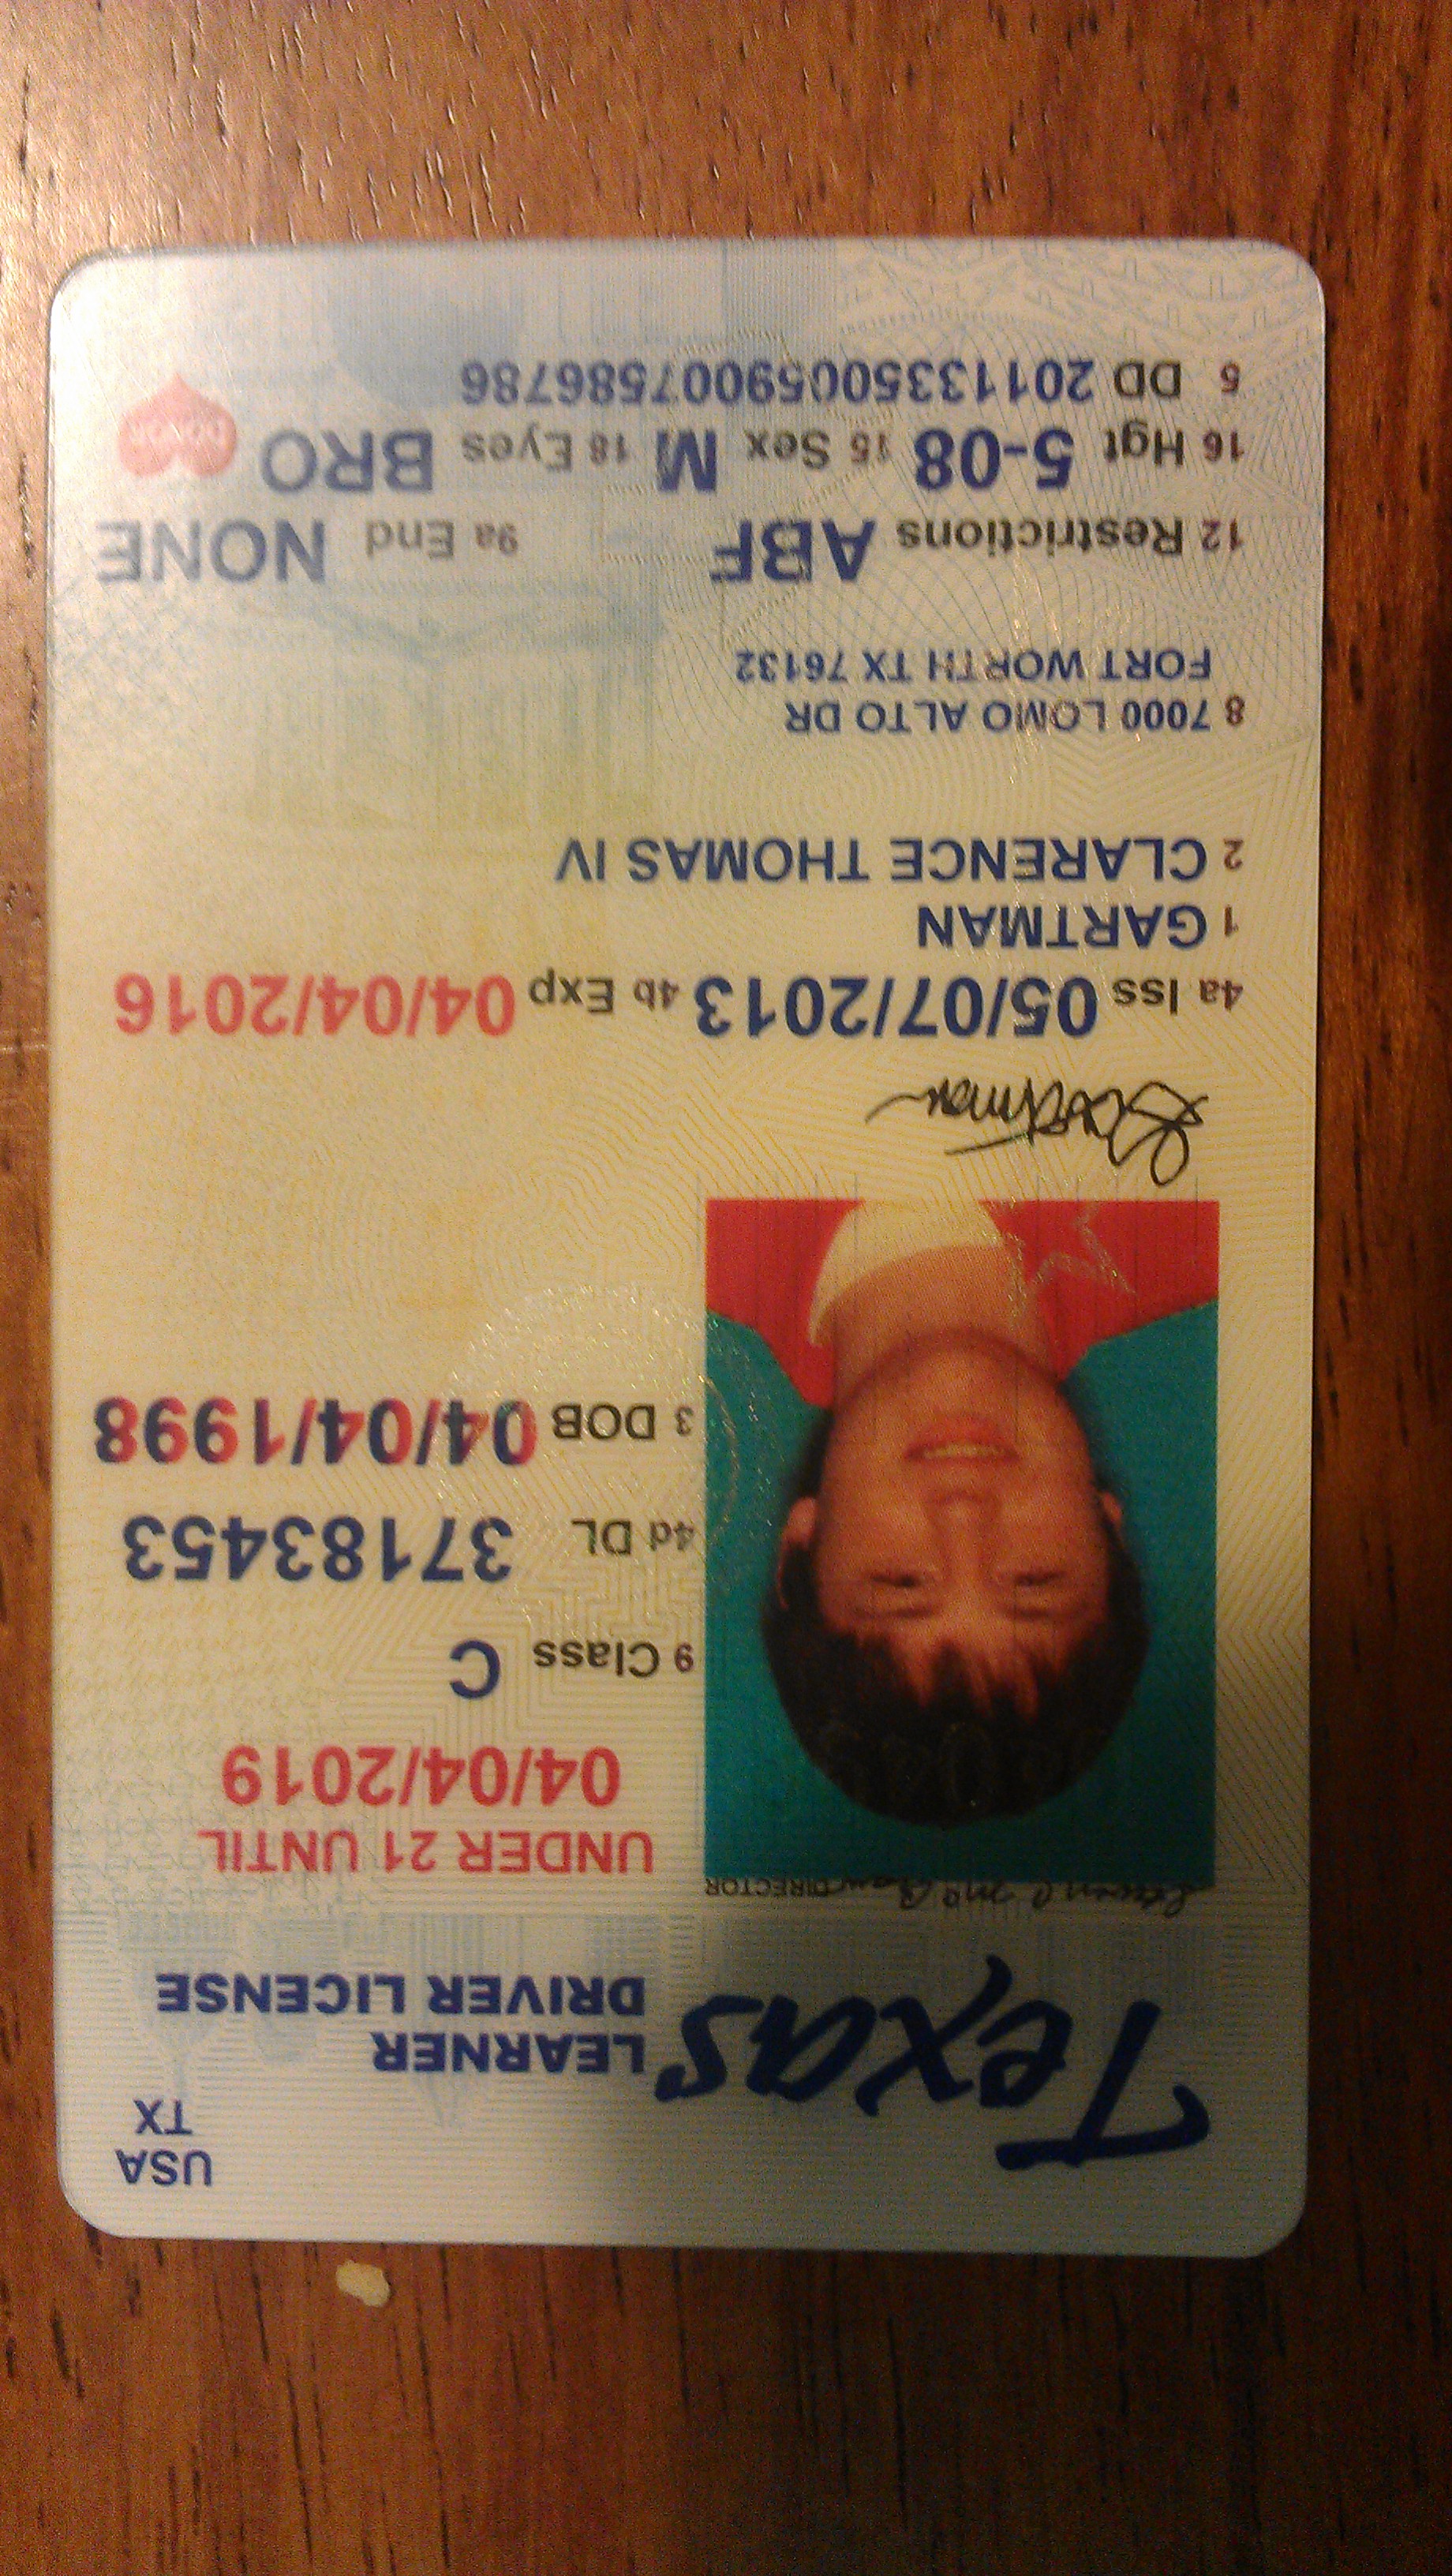 USA
TX
Texas
LEARNER
DRIVER LICENSE
DIRECTOR
UNDER 21 UNTIL
04/04/2019
9 Class C
4d DL 37183453
3 DOB 04/04/1998
Gartman
4a Iss 05/07/2013 4b Exp 04/04/2016
1 GARTMAN
2 CLARENCE THOMAS IV
8 7000 LOMO ALTO DR
FORT WORTH TX 76132
12 Restrictions ABF 9a End NONE
16 Hgt 5-08 15 Sex M 18 Eyes BRO
DONOR
5 DD 20113350059007586786